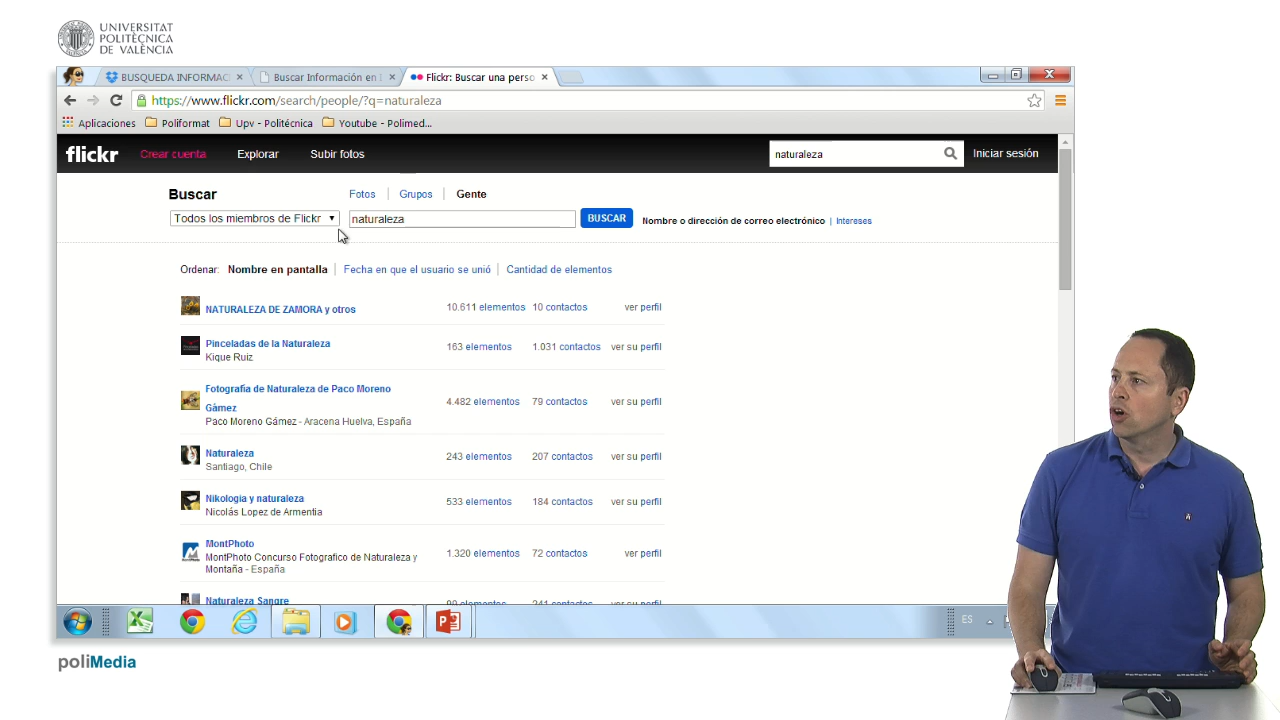 UNIVERSITAT
POLITÈCNICA
DE VALÈNCIA
BUSQUEDA INFORMAC
Buscar Información en I
Flickr: Buscar una perso
https://www.flickr.com/search/people/?q=naturaleza
Aplicaciones Poliformat Upv - Politécnica Youtube - Polimed...
flickr Crear cuenta Explorar Subir fotos naturaleza Iniciar sesión
Buscar Fotos Grupos Gente
Todos los miembros de Flickr naturaleza BUSCAR Nombre o dirección de correo electrónico | Intereses
Ordenar: Nombre en pantalla | Fecha en que el usuario se unió | Cantidad de elementos
NATURALEZA DE ZAMORA y otros 10.611 elementos 10 contactos ver perfil
Pinceladas de la Naturaleza 163 elementos 1.031 contactos ver su perfil
Kique Ruiz
Fotografía de Naturaleza de Paco Moreno
Gámez 4.482 elementos 79 contactos ver su perfil
Paco Moreno Gámez - Aracena Huelva, España
Naturaleza 243 elementos 207 contactos ver su perfil
Santiago, Chile
Nikología y naturaleza 533 elementos 184 contactos ver su perfil
Nicolás Lopez de Armentia
MontPhoto 1.320 elementos 72 contactos ver perfil
MontPhoto Concurso Fotografico de Naturaleza y
Montaña - España
Naturaleza Sangre elementos contactos ver su perfil
ES
poliMedia